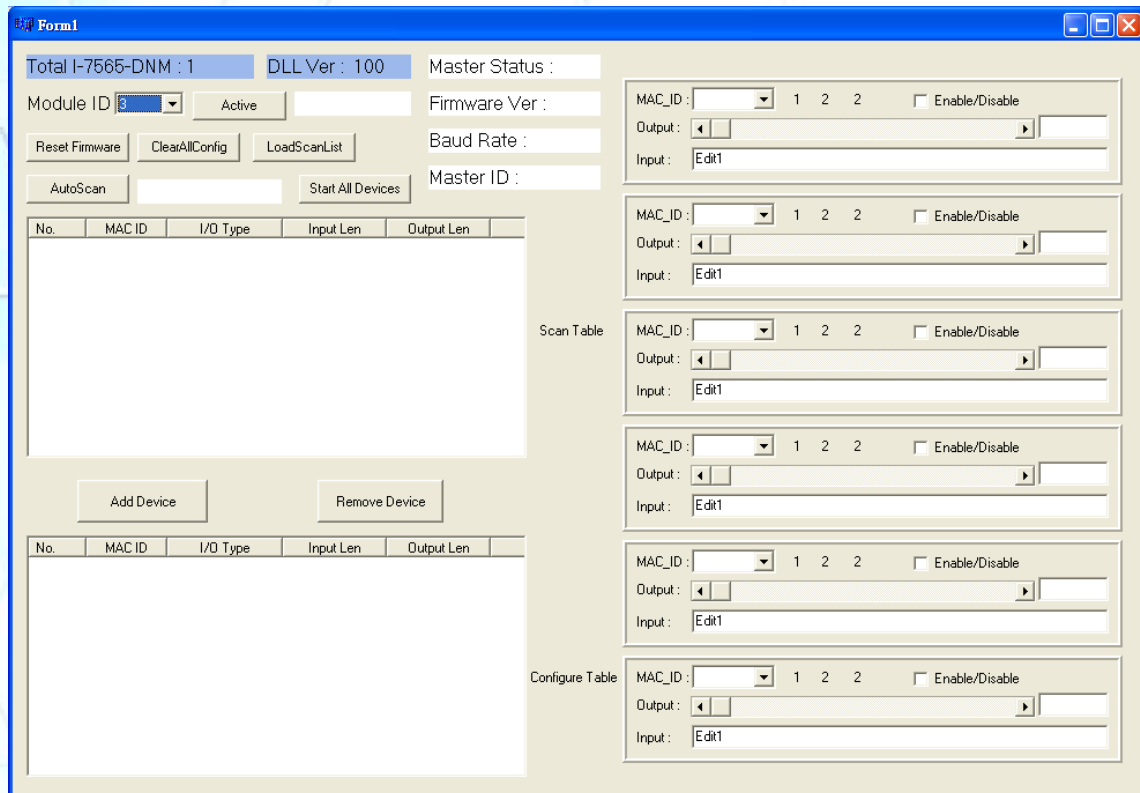 Form1
Total I-7565-DNM : 1
DLL Ver : 100
Master Status :
Module ID 3
Active
Firmware Ver :
Reset Firmware
ClearAllConfig
LoadScanList
Baud Rate :
AutoScan
Start All Devices
Master ID :
No. MAC ID I/O Type Input Len Output Len
Scan Table
Add Device
Remove Device
No. MAC ID I/O Type Input Len Output Len
Configure Table
MAC_ID : 1 2 2 Enable/Disable
Output :
Input : Edit1
MAC_ID : 1 2 2 Enable/Disable
Output :
Input : Edit1
MAC_ID : 1 2 2 Enable/Disable
Output :
Input : Edit1
MAC_ID : 1 2 2 Enable/Disable
Output :
Input : Edit1
MAC_ID : 1 2 2 Enable/Disable
Output :
Input : Edit1
MAC_ID : 1 2 2 Enable/Disable
Output :
Input : Edit1